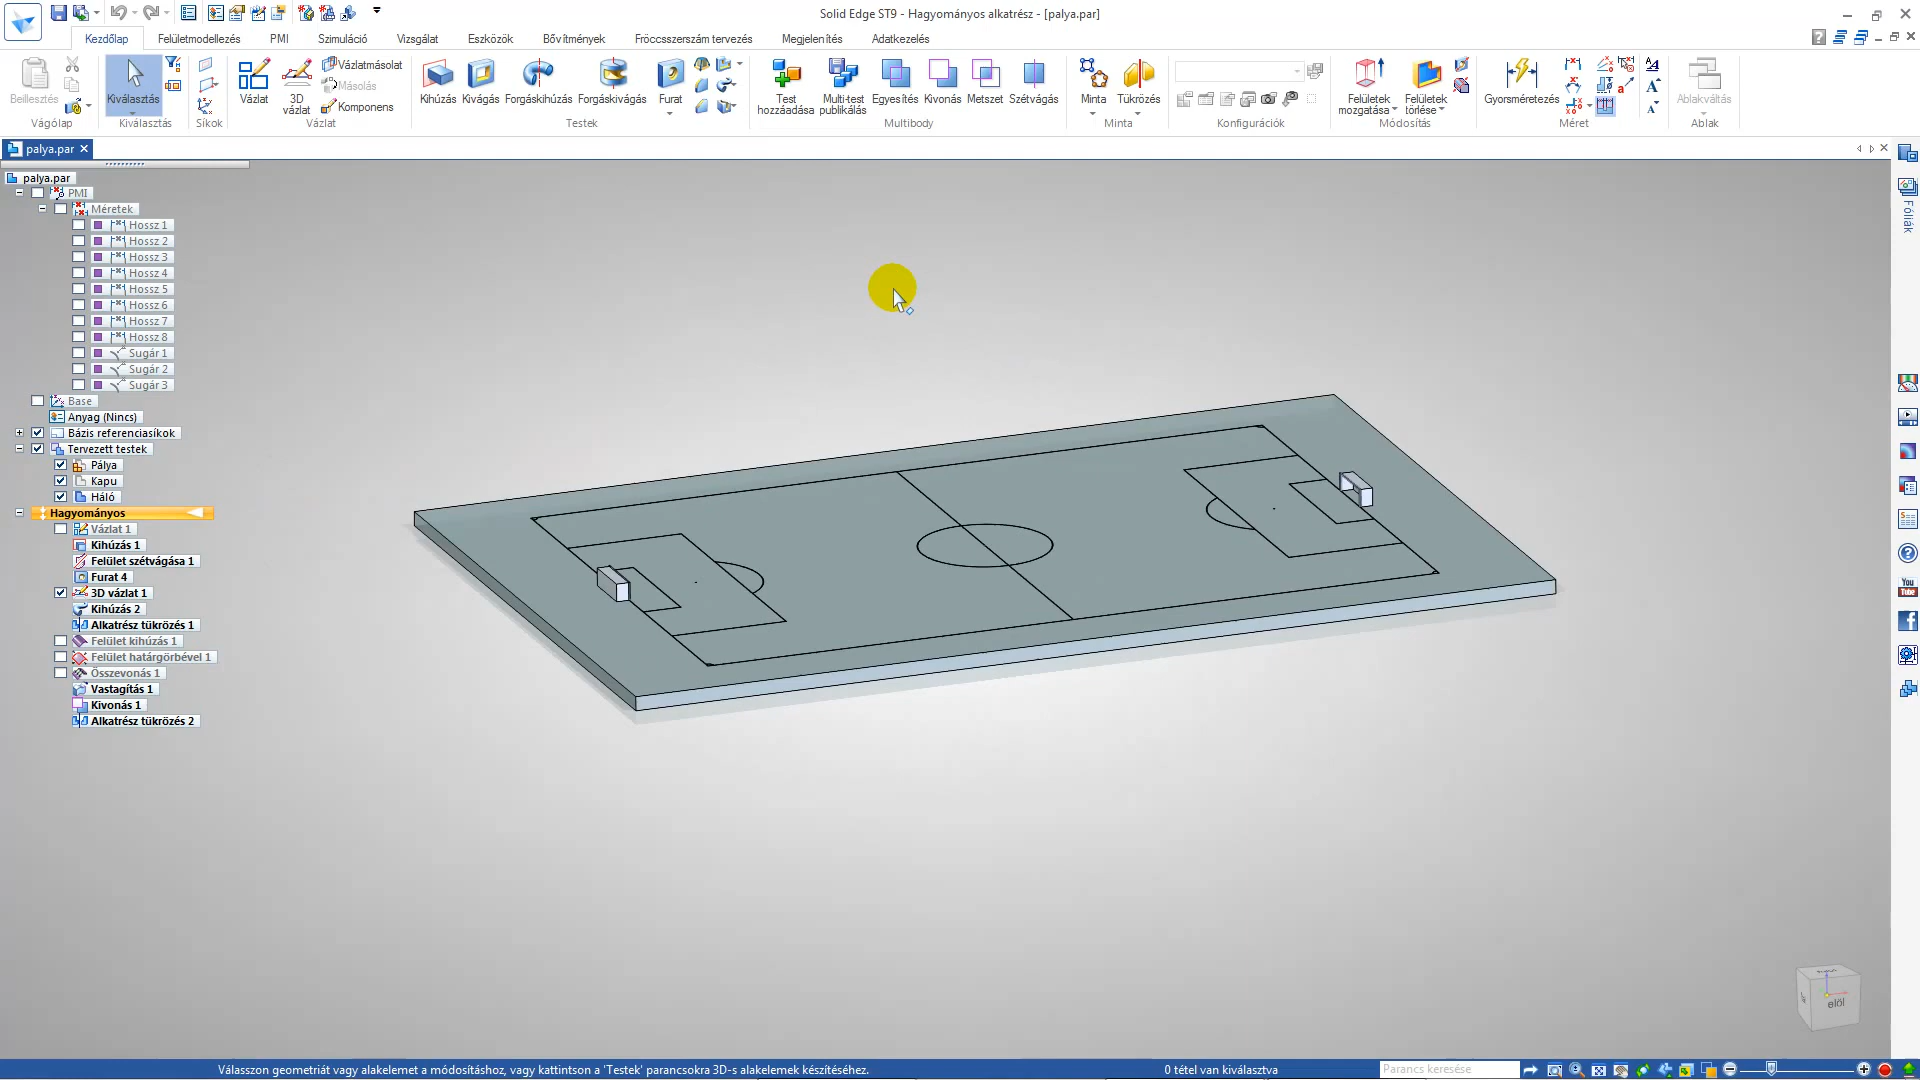 Solid Edge ST9 - Hagyományos alkatrész - [palya.par]
Kezdőlap
Felületmodellezés
PMI
Szimuláció
Vizsgálat
Eszközök
Bővítmények
Fröccsszerszám tervezés
Megjelenítés
Adatkezelés
Beillesztés
Vágólap
Kiválasztás
Kiválasztás
Síkok
Vázlat
3D vázlat
Vázlatmásolat
Másolás
Komponens
Vázlat
Kihúzás
Kivágás
Forgáskihúzás
Forgáskivágás
Furat
Testek
Test hozzáadása
Multi-test publikálás
Egyesítés
Kivonás
Metszet
Szétvágás
Multibody
Minta
Tükrözés
Minta
Konfigurációk
Felületek mozgatása
Felületek törlése
Módosítás
Gyorsméretezés
Méret
Ablakváltás
Ablak
palya.par
palya.par
PMI
Méretek
Hossz 1
Hossz 2
Hossz 3
Hossz 4
Hossz 5
Hossz 6
Hossz 7
Hossz 8
Sugár 1
Sugár 2
Sugár 3
Base
Anyag (Nincs)
Bázis referenciasíkok
Tervezett testek
Pálya
Kapu
Háló
Hagyományos
Vázlat 1
Kihúzás 1
Felület szétvágása 1
Furat 4
3D vázlat 1
Kihúzás 2
Alkatrész tükrözés 1
Felület kihúzás 1
Felület határgörbével 1
Összevonás 1
Vastagítás 1
Kivonás 1
Alkatrész tükrözés 2
Fóliák
You
Tube
elöl
Válasszon geometriát vagy alakelemet a módosításhoz, vagy kattintson a 'Testek' parancsokra 3D-s alakelemek készítéséhez.
0 tétel van kiválasztva
Parancs keresése